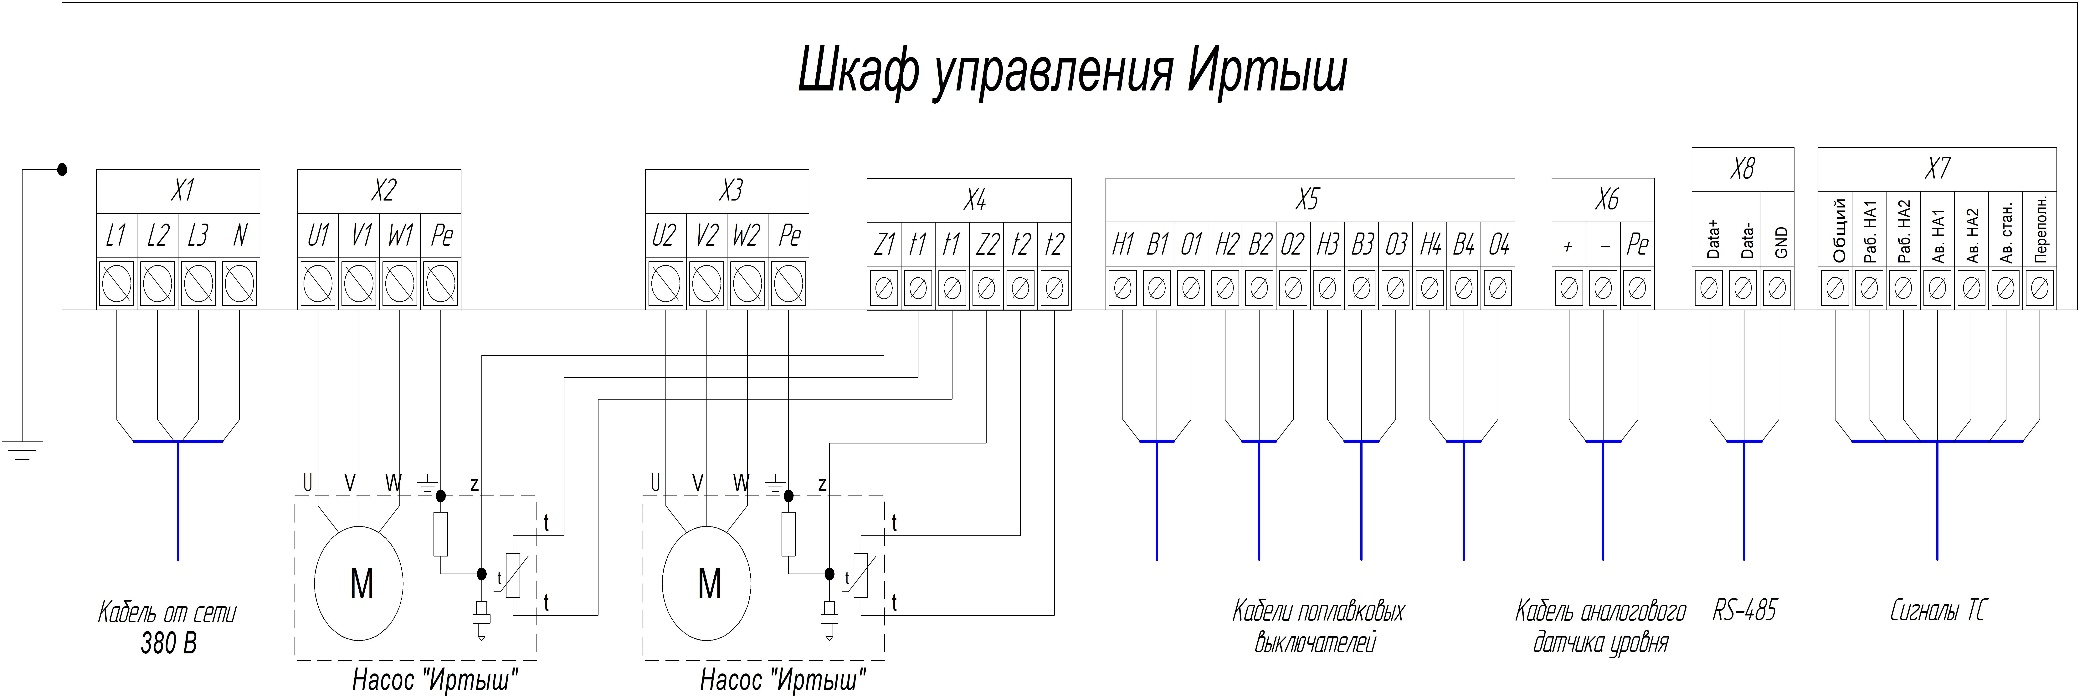 Шкаф управления Иртыш
X1
X2
X3
X4
X5
X6
X8
X7
L1 L2 L3 N
U1 V1 W1 Pe
U2 V2 W2 Pe
Z1 t1 t1 Z2 t2 t2
H1 B1 O1 H2 B2 O2 H3 B3 O3 H4 B4 O4
+ - Pe
Data+
Data-
GND
Общий
Раб. НА1
Раб. НА2
Ав. НА1
Ав. НА2
Ав. стан.
Переполн.
U V W z
t
t
t
M
U V W z
t
t
t
M
Кабель от сети
380 В
Насос "Иртыш"
Насос "Иртыш"
Кабели поплавковых
выключателей
Кабель аналогового
датчика уровня
RS-485
Сигналы ТС